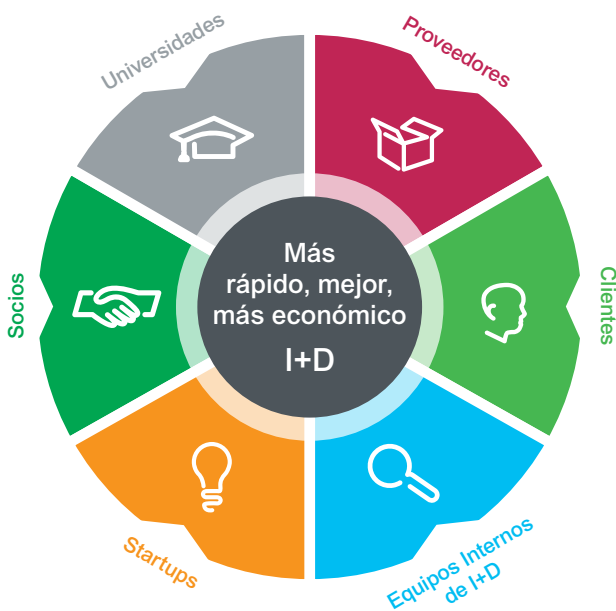 Universidades
Proveedores
Socios
Más
rápido, mejor,
más económico
I+D
Clientes
Startups
Equipos Internos
de I+D